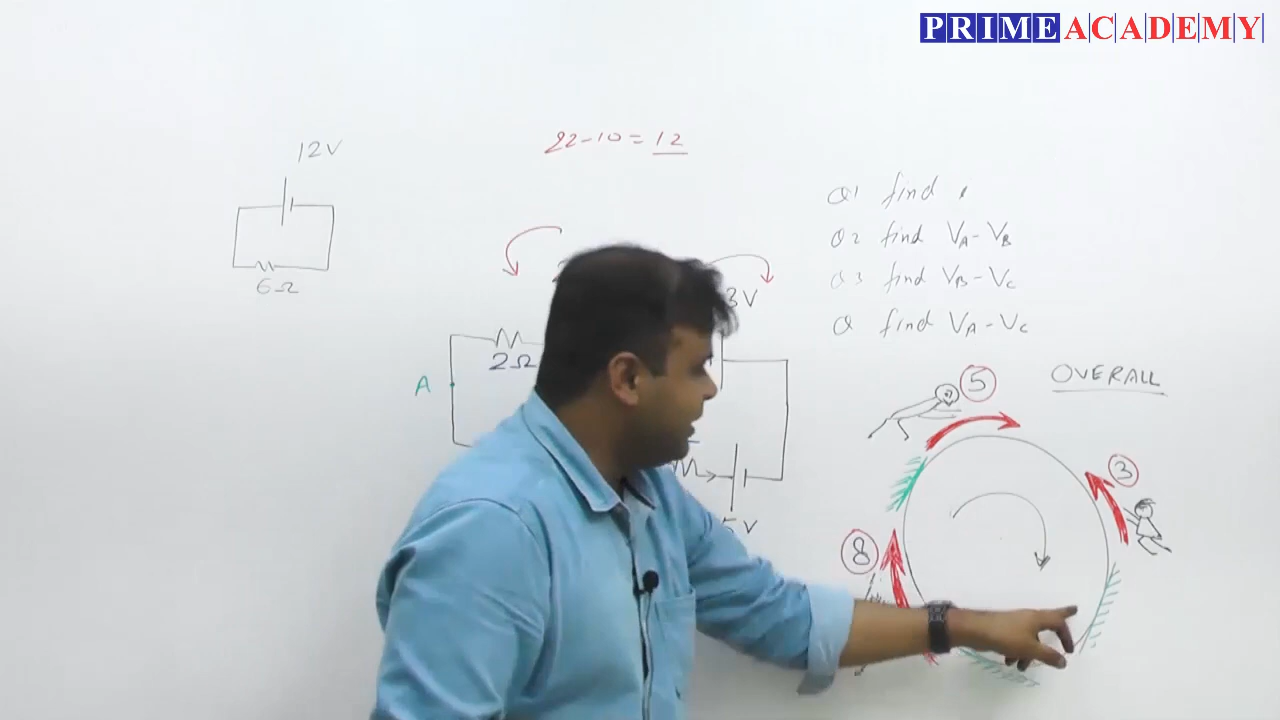 PRIME ACADEMY
22-10 = 12
12V
6Ω
Q1 find i
Q2 find VA - VB
Q3 find VB - VC
Q find VA - VC
3V
2Ω
A
5V
OVERALL
5
3
8